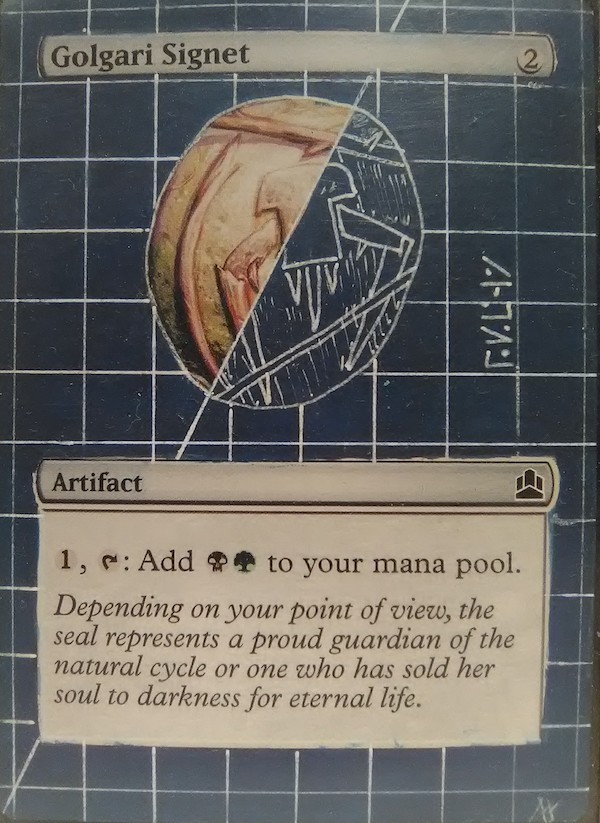 Golgari Signet 2
Artifact
1, : Add to your mana pool.
Depending on your point of view, the
seal represents a proud guardian of the
natural cycle or one who has sold her
soul to darkness for eternal life.